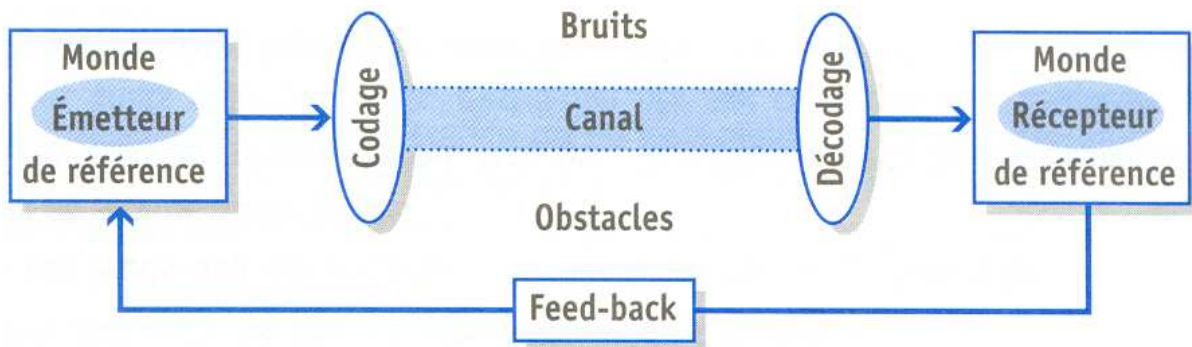 Bruits
Monde
Émetteur
de référence
Codage
Canal
Décodage
Monde
Récepteur
de référence
Obstacles
Feed-back